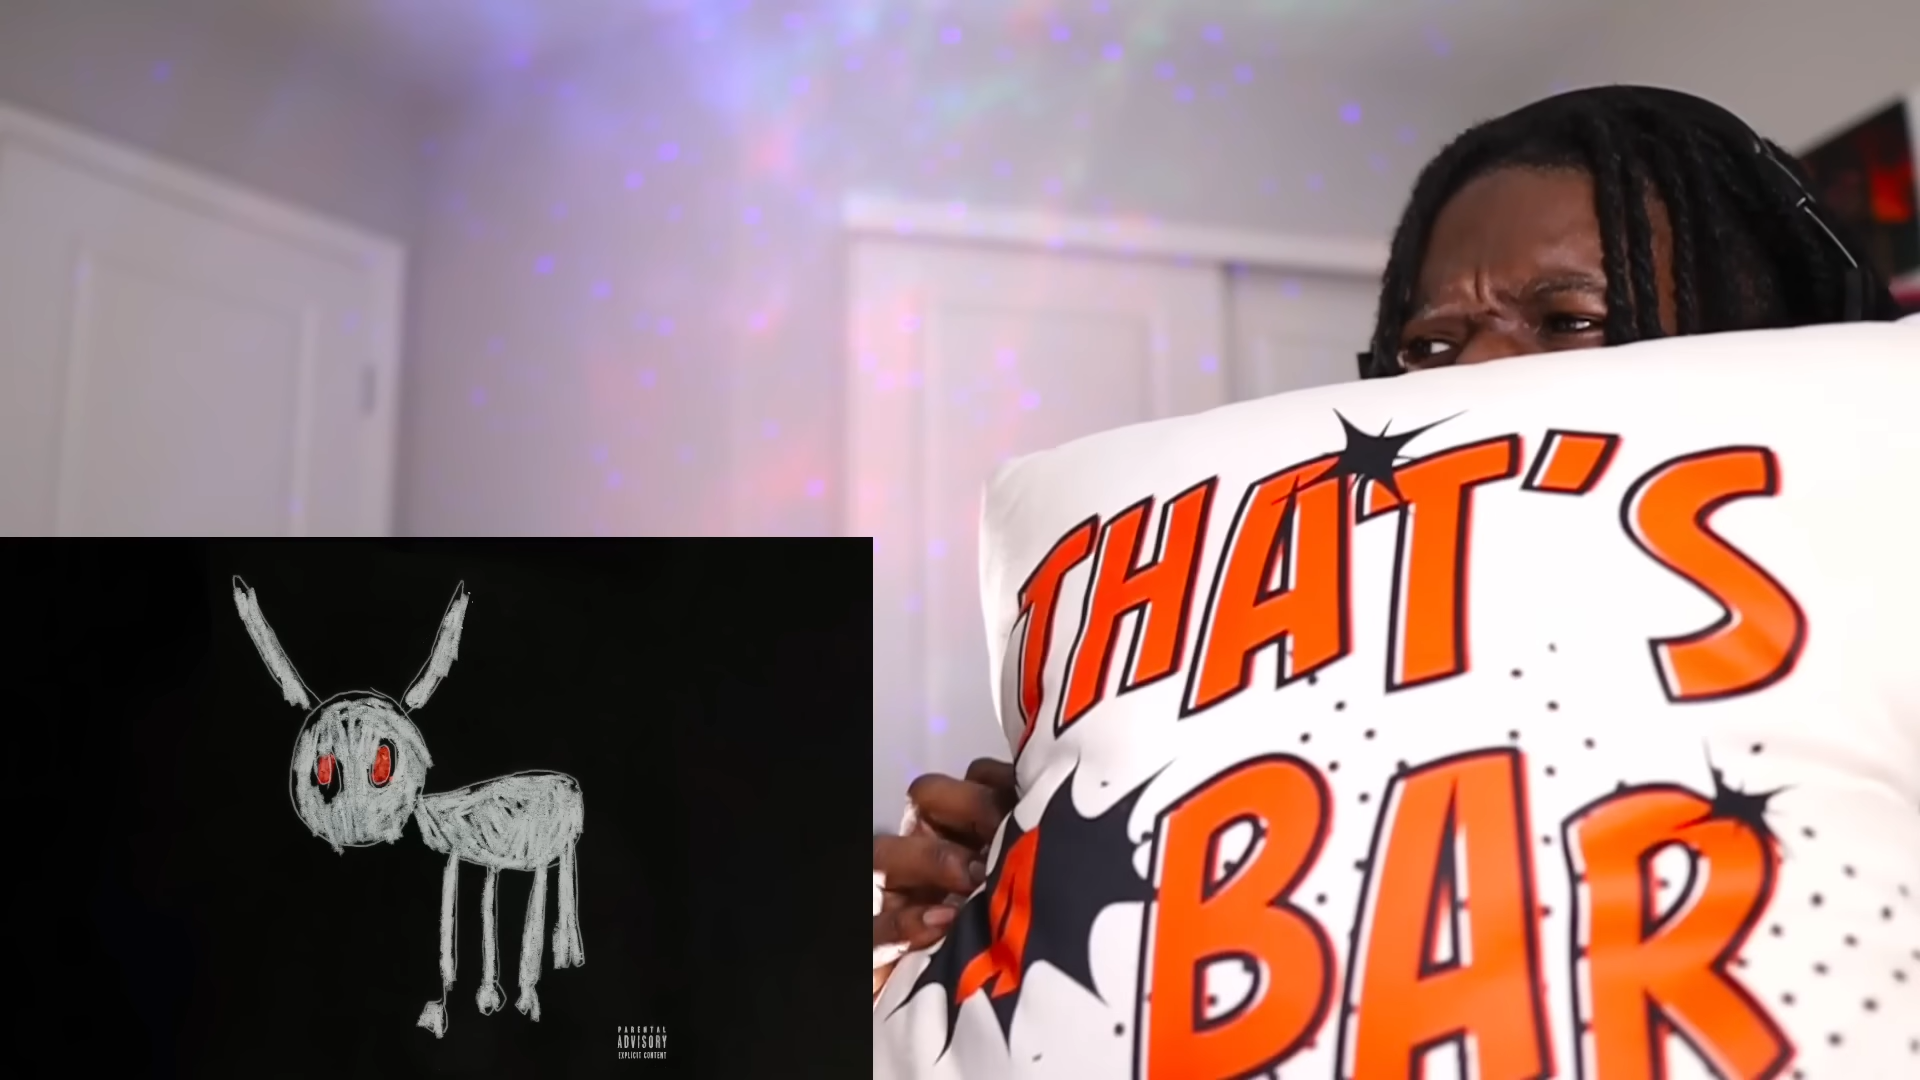 THAT'S
A BAR
PARENTAL
ADVISORY
EXPLICIT CONTENT